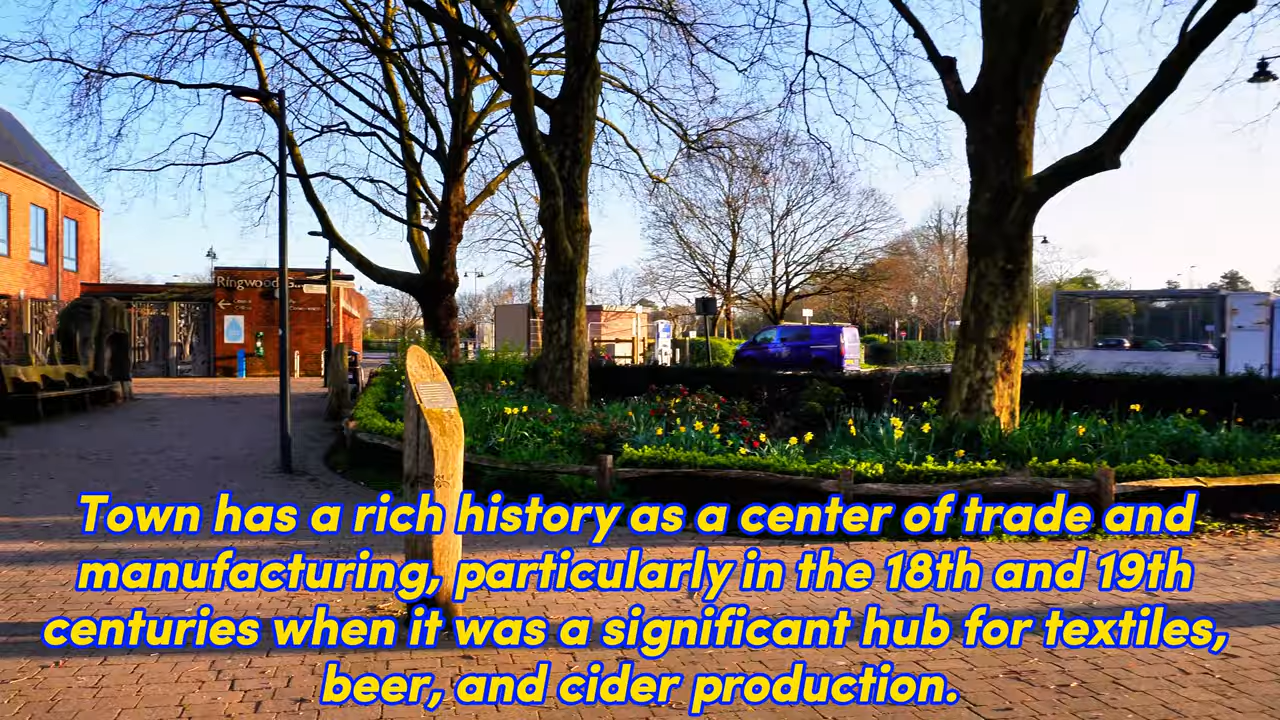 Ringwood
Town has a rich history as a center of trade and
manufacturing, particularly in the 18th and 19th
centuries when it was a significant hub for textiles,
beer, and cider production.